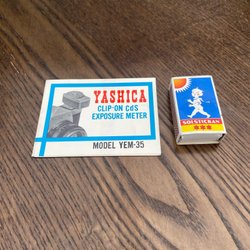 YASHICA
CLIP-ON CdS
EXPOSURE METER
MODEL YEM-35
SOLSTICKAN